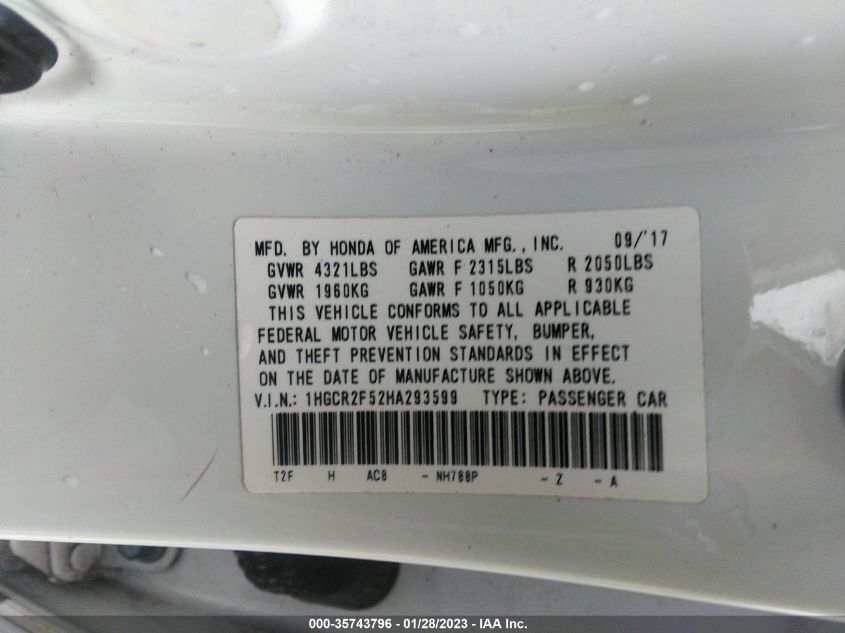 MFD. BY HONDA OF AMERICA MFG., INC. 09/'17
GVWR 4321LBS GAWR F 2315LBS R 2050LBS
GVWR 1960KG GAWR F 1050KG R 930KG
THIS VEHICLE CONFORMS TO ALL APPLICABLE
FEDERAL MOTOR VEHICLE SAFETY, BUMPER,
AND THEFT PREVENTION STANDARDS IN EFFECT
ON THE DATE OF MANUFACTURE SHOWN ABOVE.
V.I.N.: 1HGCR2F52HA293599 TYPE: PASSENGER CAR
T2F H AC0 - NH788P - Z - A
000-35743796 - 01/28/2023 - IAA Inc.